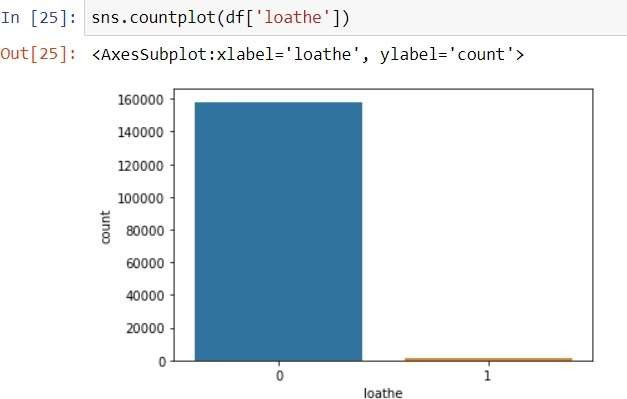 In [25]: sns.countplot(df['loathe'])
Out[25]: <AxesSubplot:xlabel='loathe', ylabel='count'>
160000
140000
120000
100000
80000
60000
40000
20000
0
count
0 1
loathe